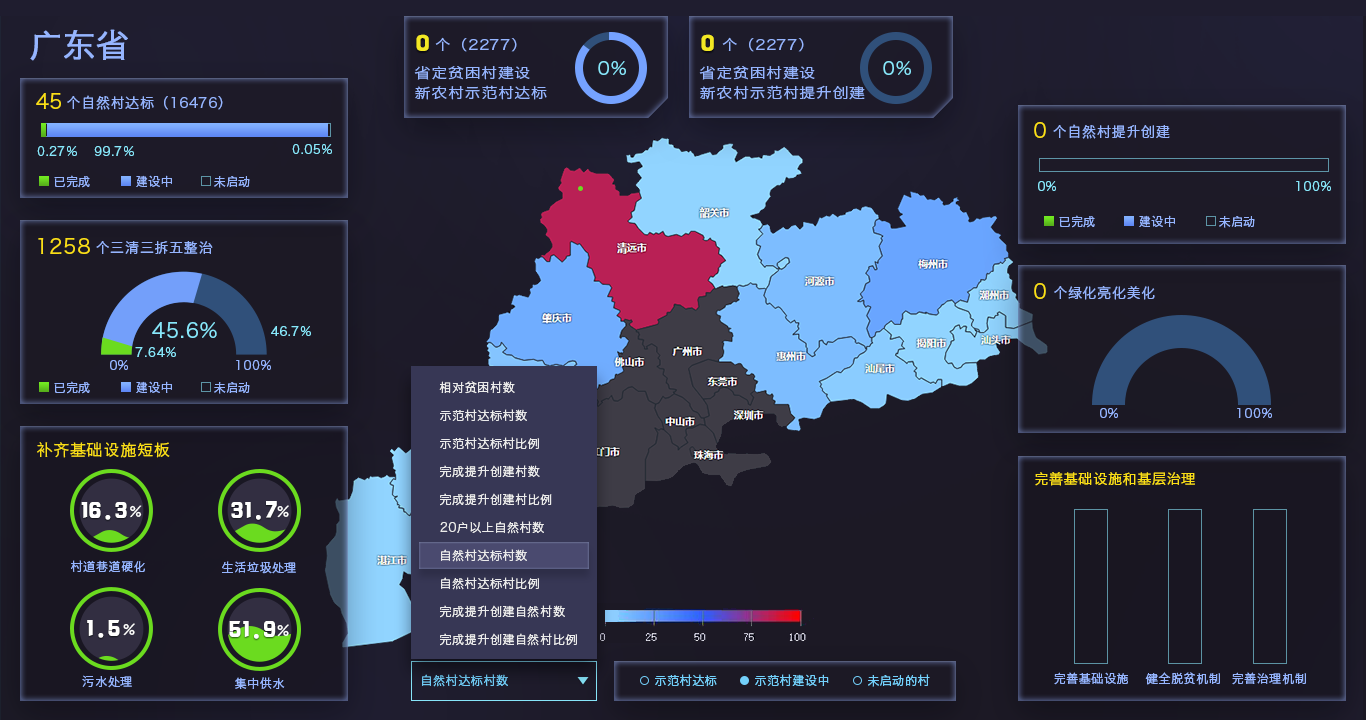 广东省
45 个自然村达标（16476）
0.27% 99.7% 0.05%
已完成 建设中 未启动
1258 个三清三拆五整治
45.6%
46.7%
7.64%
0% 100%
已完成 建设中 未启动
补齐基础设施短板
16.3% 31.7%
村道巷道硬化 生活垃圾处理
1.5% 51.9%
污水处理 集中供水
0 个（2277）
省定贫困村建设
新农村示范村达标
0%
0 个（2277）
省定贫困村建设
新农村示范村提升创建
0%
韶关市
清远市
梅州市
河源市
潮州市
肇庆市
汕头市
揭阳市
广州市
惠州市
佛山市
汕尾市
东莞市
深圳市
中山市
江门市
珠海市
湛江市
相对贫困村数
示范村达标村数
示范村达标村比例
完成提升创建村数
完成提升创建村比例
20户以上自然村数
自然村达标村数
自然村达标村比例
完成提升创建自然村数
完成提升创建自然村比例
自然村达标村数
0 25 50 75 100
示范村达标 示范村建设中 未启动的村
0 个自然村提升创建
0% 100%
已完成 建设中 未启动
0 个绿化亮化美化
0% 100%
完善基础设施和基层治理
完善基础设施 健全脱贫机制 完善治理机制